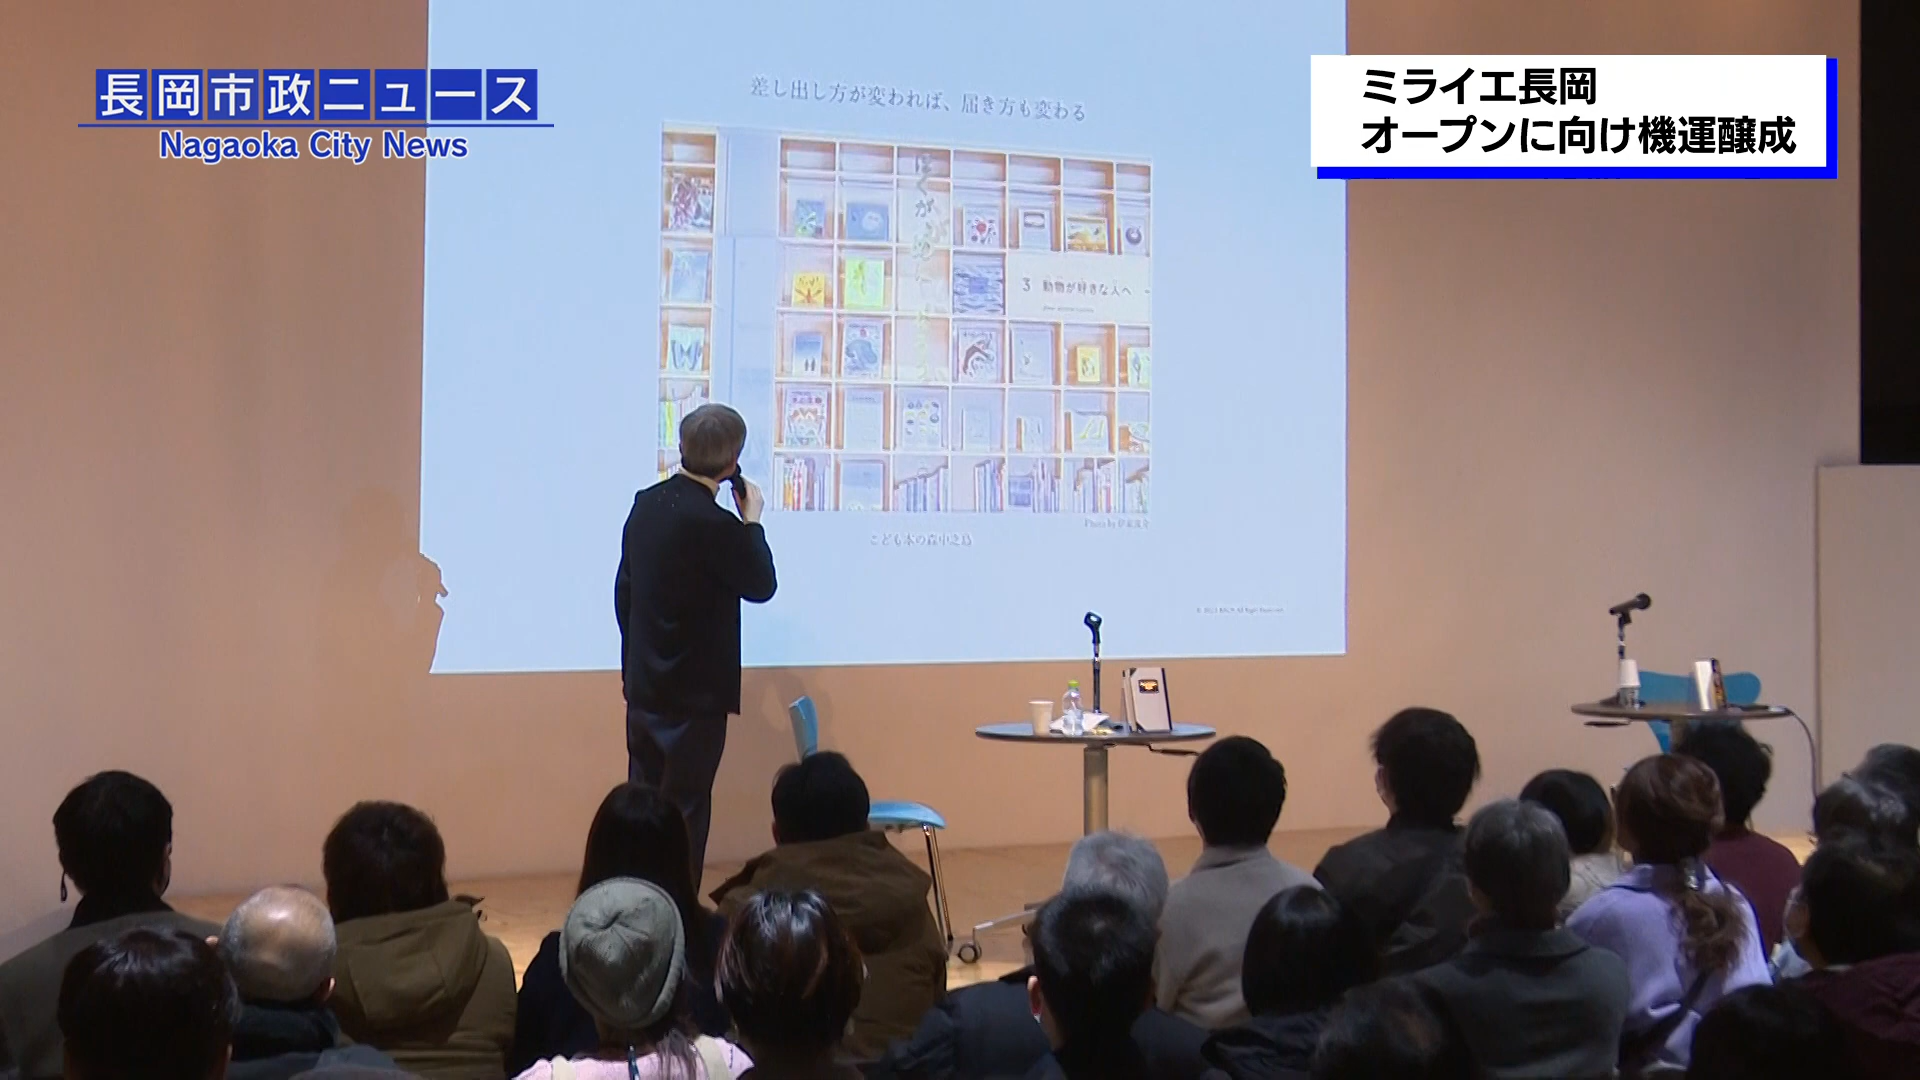 長岡市政ニュース
Nagaoka City News
ミライエ長岡
オープンに向け機運醸成
差し出し方が変われば、届き方も変わる
3 動物が好きな人へ
こども本の森中之島